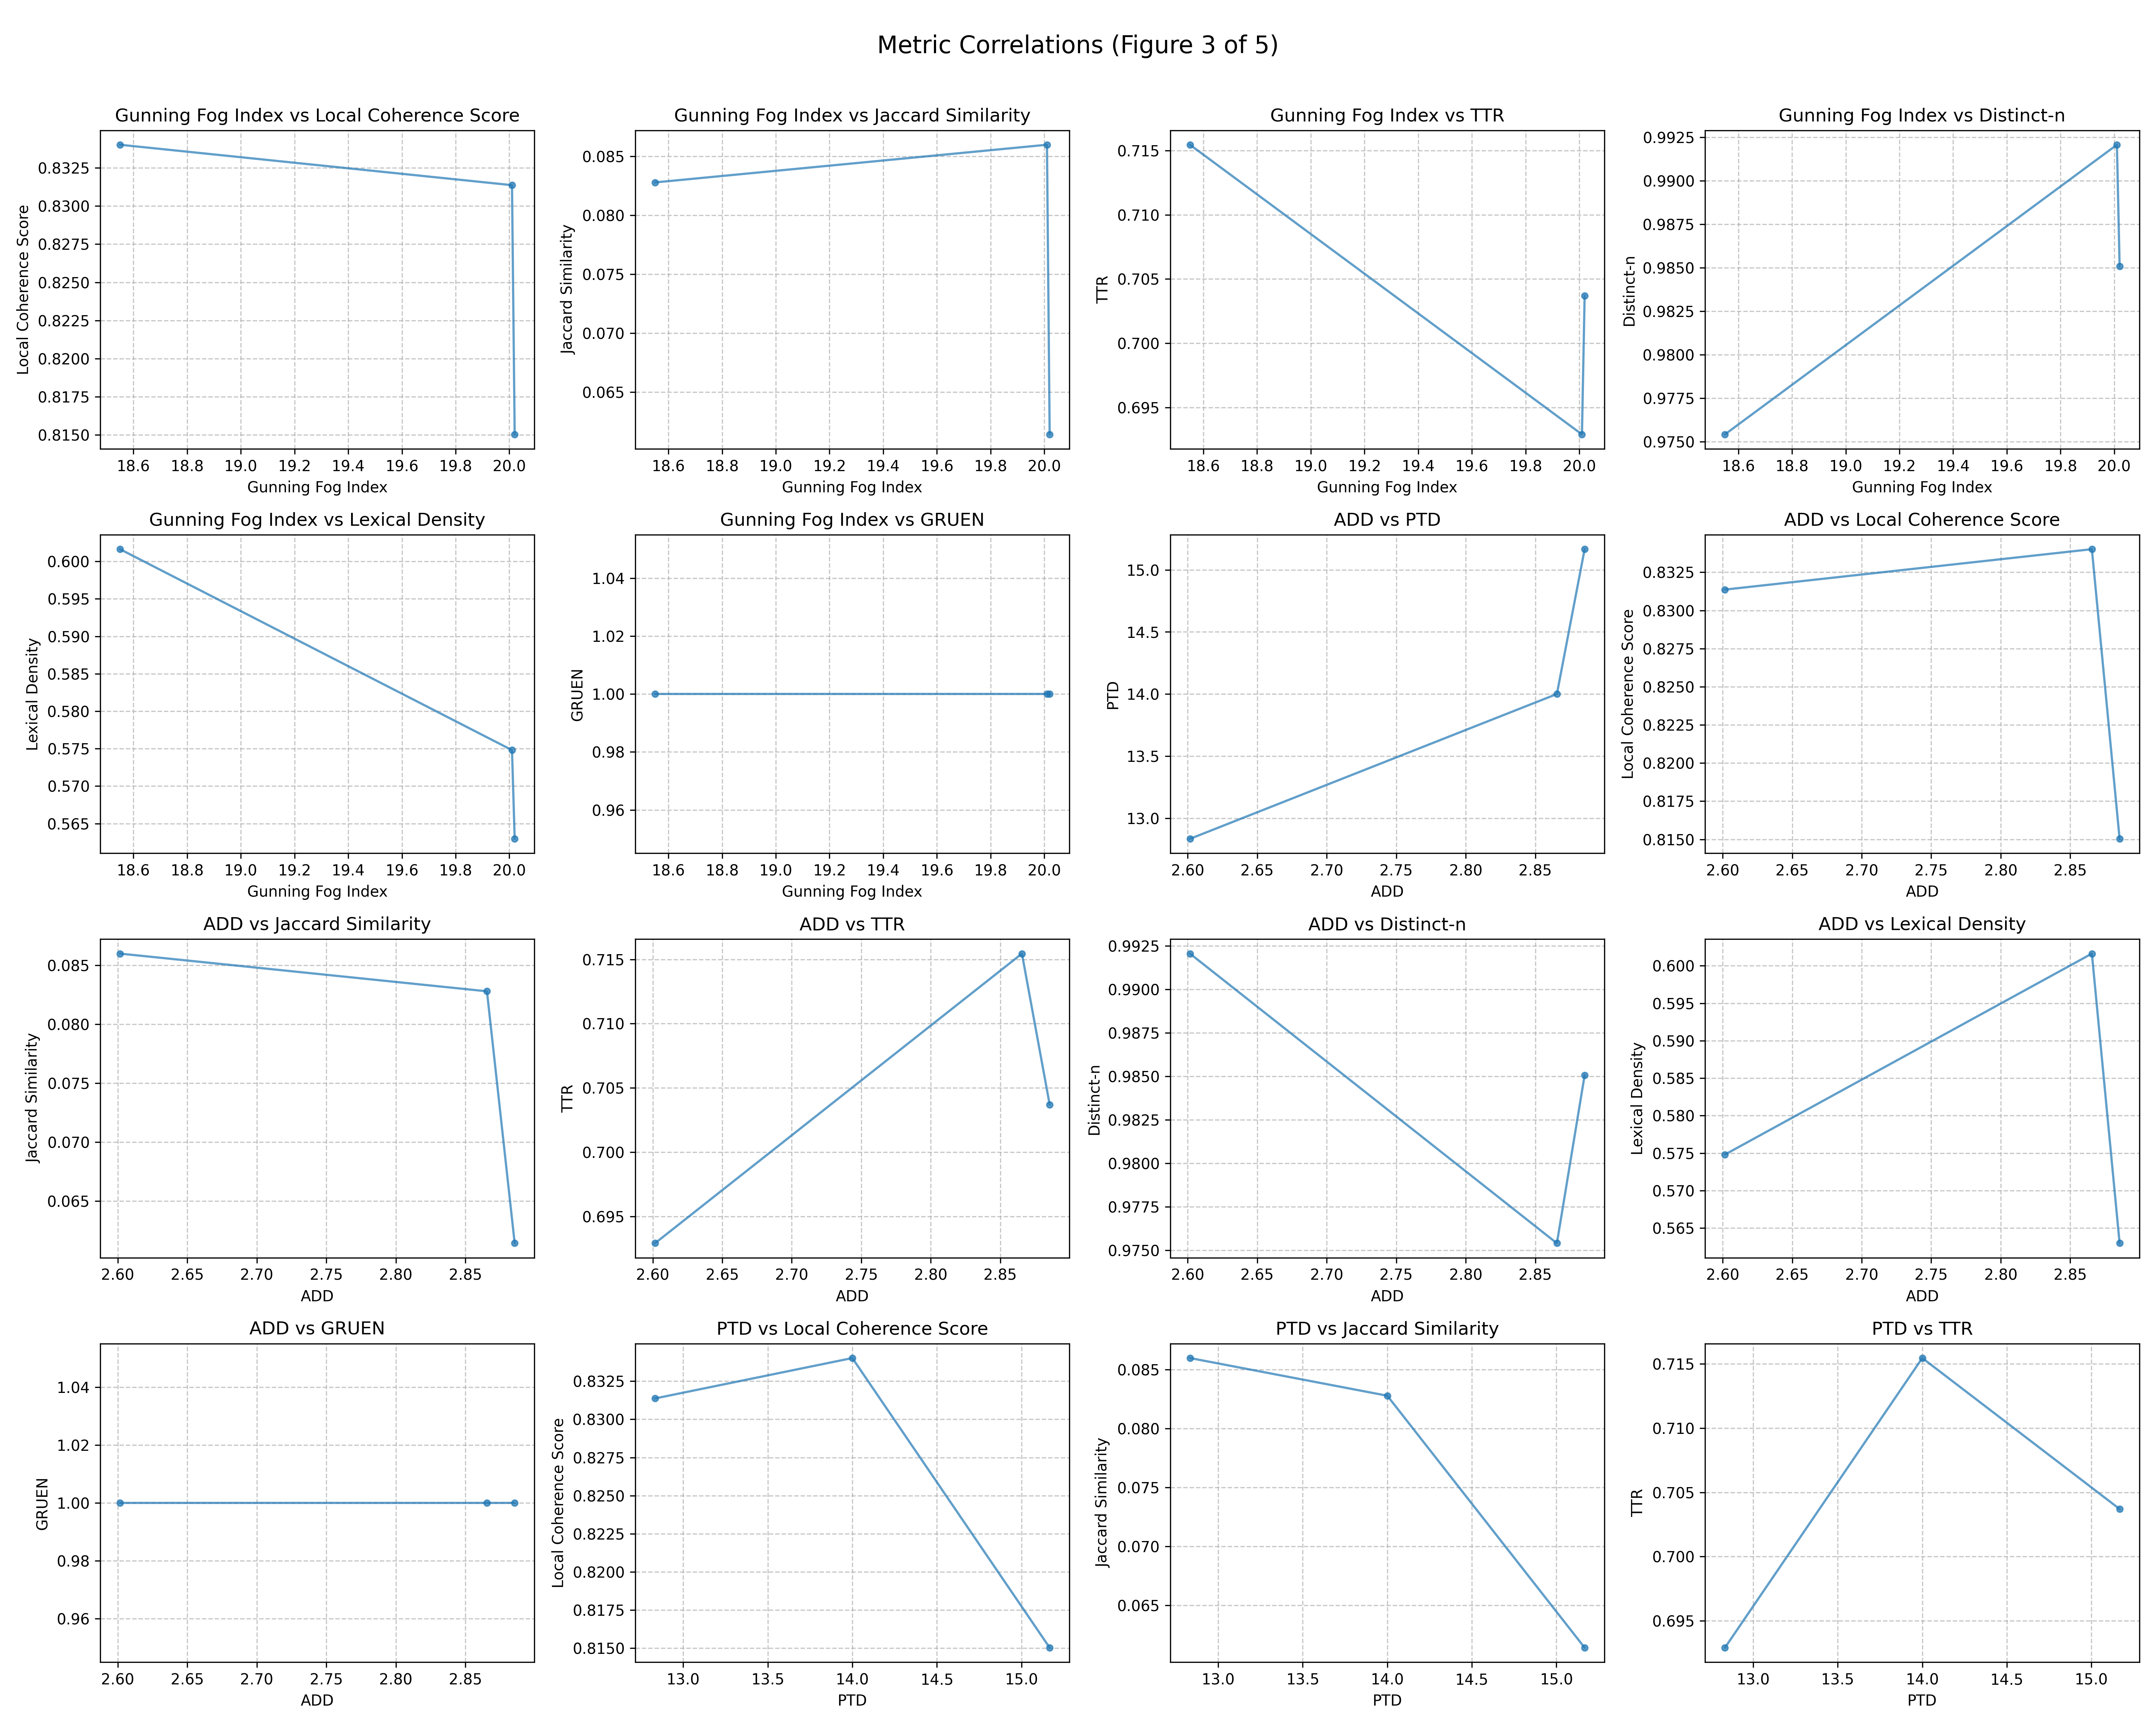 Metric Correlations (Figure 3 of 5)
Gunning Fog Index vs Local Coherence Score
Local Coherence Score
0.8325
0.8300
0.8275
0.8250
0.8225
0.8200
0.8175
0.8150
18.6 18.8 19.0 19.2 19.4 19.6 19.8 20.0
Gunning Fog Index
Gunning Fog Index vs Jaccard Similarity
Jaccard Similarity
0.085
0.080
0.075
0.070
0.065
18.6 18.8 19.0 19.2 19.4 19.6 19.8 20.0
Gunning Fog Index
Gunning Fog Index vs TTR
TTR
0.715
0.710
0.705
0.700
0.695
18.6 18.8 19.0 19.2 19.4 19.6 19.8 20.0
Gunning Fog Index
Gunning Fog Index vs Distinct-n
Distinct-n
0.9925
0.9900
0.9875
0.9850
0.9825
0.9800
0.9775
0.9750
18.6 18.8 19.0 19.2 19.4 19.6 19.8 20.0
Gunning Fog Index
Gunning Fog Index vs Lexical Density
Lexical Density
0.600
0.595
0.590
0.585
0.580
0.575
0.570
0.565
18.6 18.8 19.0 19.2 19.4 19.6 19.8 20.0
Gunning Fog Index
Gunning Fog Index vs GRUEN
GRUEN
1.04
1.02
1.00
0.98
0.96
18.6 18.8 19.0 19.2 19.4 19.6 19.8 20.0
Gunning Fog Index
ADD vs PTD
PTD
15.0
14.5
14.0
13.5
13.0
2.60 2.65 2.70 2.75 2.80 2.85
ADD
ADD vs Local Coherence Score
Local Coherence Score
0.8325
0.8300
0.8275
0.8250
0.8225
0.8200
0.8175
0.8150
2.60 2.65 2.70 2.75 2.80 2.85
ADD
ADD vs Jaccard Similarity
Jaccard Similarity
0.085
0.080
0.075
0.070
0.065
2.60 2.65 2.70 2.75 2.80 2.85
ADD
ADD vs TTR
TTR
0.715
0.710
0.705
0.700
0.695
2.60 2.65 2.70 2.75 2.80 2.85
ADD
ADD vs Distinct-n
Distinct-n
0.9925
0.9900
0.9875
0.9850
0.9825
0.9800
0.9775
0.9750
2.60 2.65 2.70 2.75 2.80 2.85
ADD
ADD vs Lexical Density
Lexical Density
0.600
0.595
0.590
0.585
0.580
0.575
0.570
0.565
2.60 2.65 2.70 2.75 2.80 2.85
ADD
ADD vs GRUEN
GRUEN
1.04
1.02
1.00
0.98
0.96
2.60 2.65 2.70 2.75 2.80 2.85
ADD
PTD vs Local Coherence Score
Local Coherence Score
0.8325
0.8300
0.8275
0.8250
0.8225
0.8200
0.8175
0.8150
13.0 13.5 14.0 14.5 15.0
PTD
PTD vs Jaccard Similarity
Jaccard Similarity
0.085
0.080
0.075
0.070
0.065
13.0 13.5 14.0 14.5 15.0
PTD
PTD vs TTR
TTR
0.715
0.710
0.705
0.700
0.695
13.0 13.5 14.0 14.5 15.0
PTD